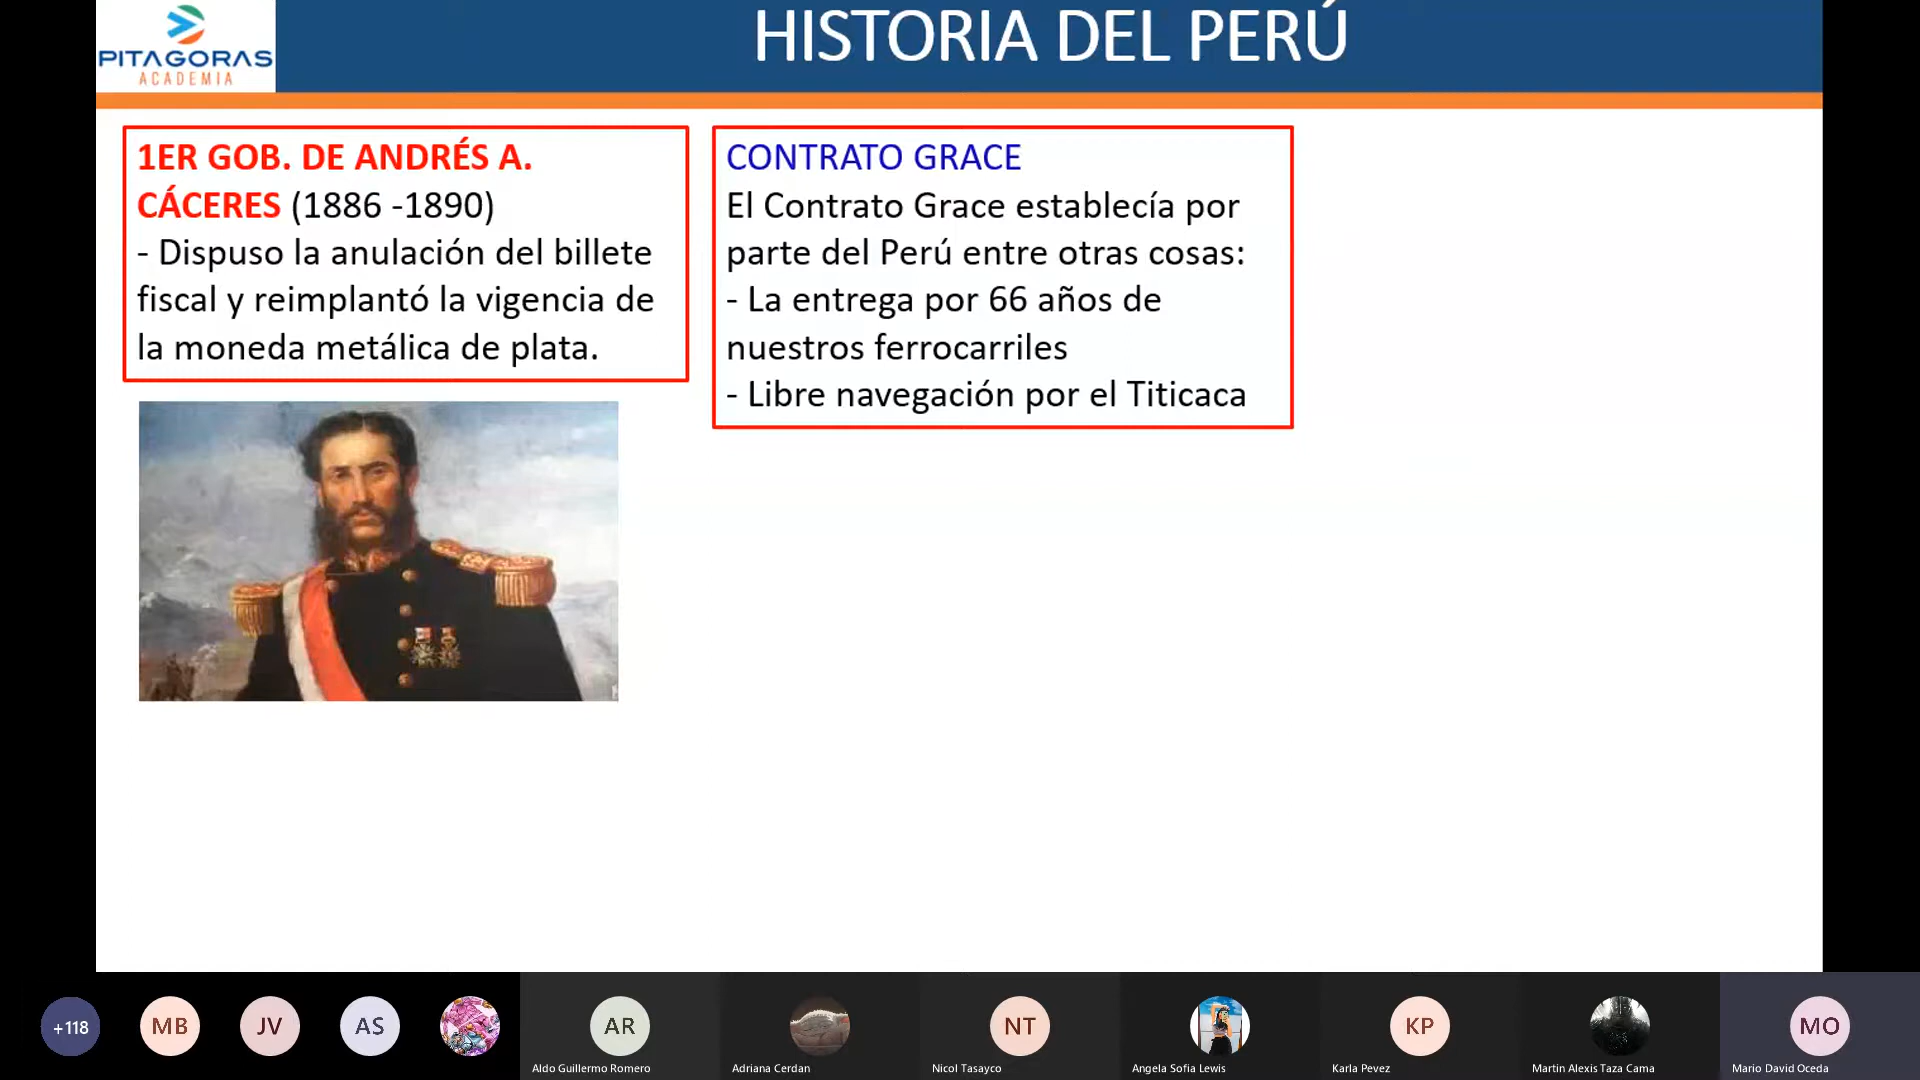 PITAGORAS
ACADEMIA
HISTORIA DEL PERÚ
1ER GOB. DE ANDRÉS A.
CÁCERES (1886 -1890)
- Dispuso la anulación del billete
fiscal y reimplantó la vigencia de
la moneda metálica de plata.
CONTRATO GRACE
El Contrato Grace establecía por
parte del Perú entre otras cosas:
- La entrega por 66 años de
nuestros ferrocarriles
- Libre navegación por el Titicaca
+118
MB
JV
AS
AR
NT
KP
MO
Aldo Guillermo Romero
Adriana Cerdan
Nicol Tasayco
Angela Sofia Lewis
Karla Pevez
Martin Alexis Taza Cama
Mario David Oceda